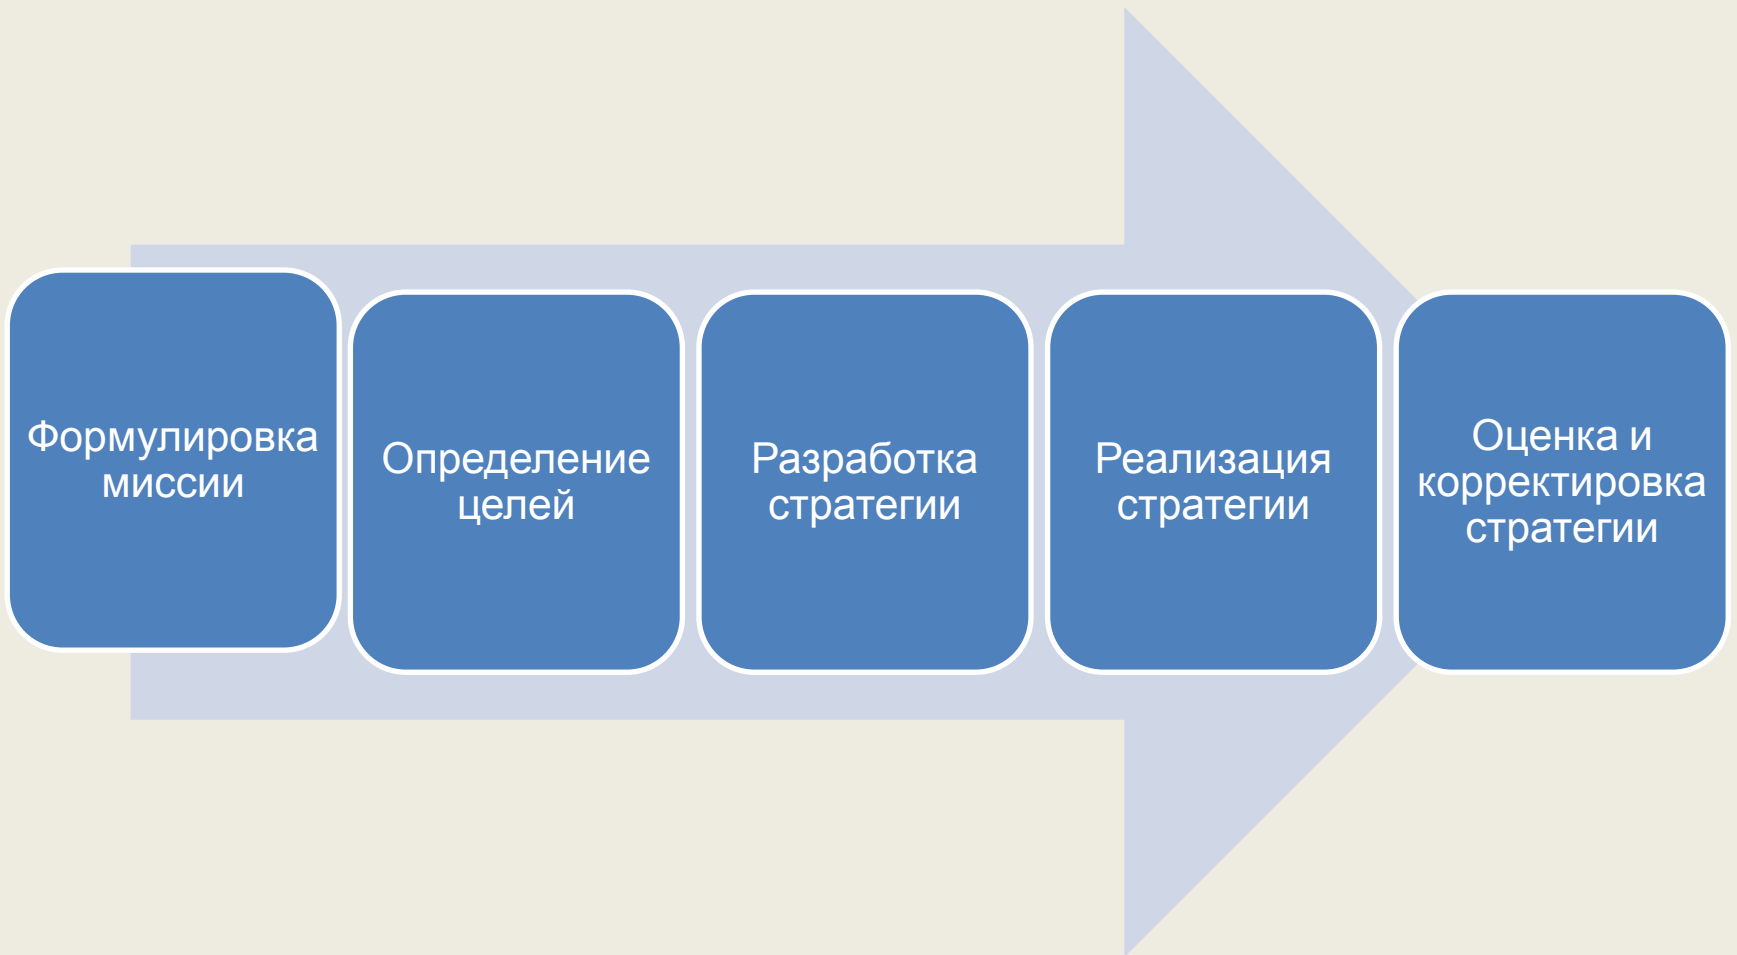 Формулировка
миссии
Определение
целей
Разработка
стратегии
Реализация
стратегии
Оценка и
корректировка
стратегии